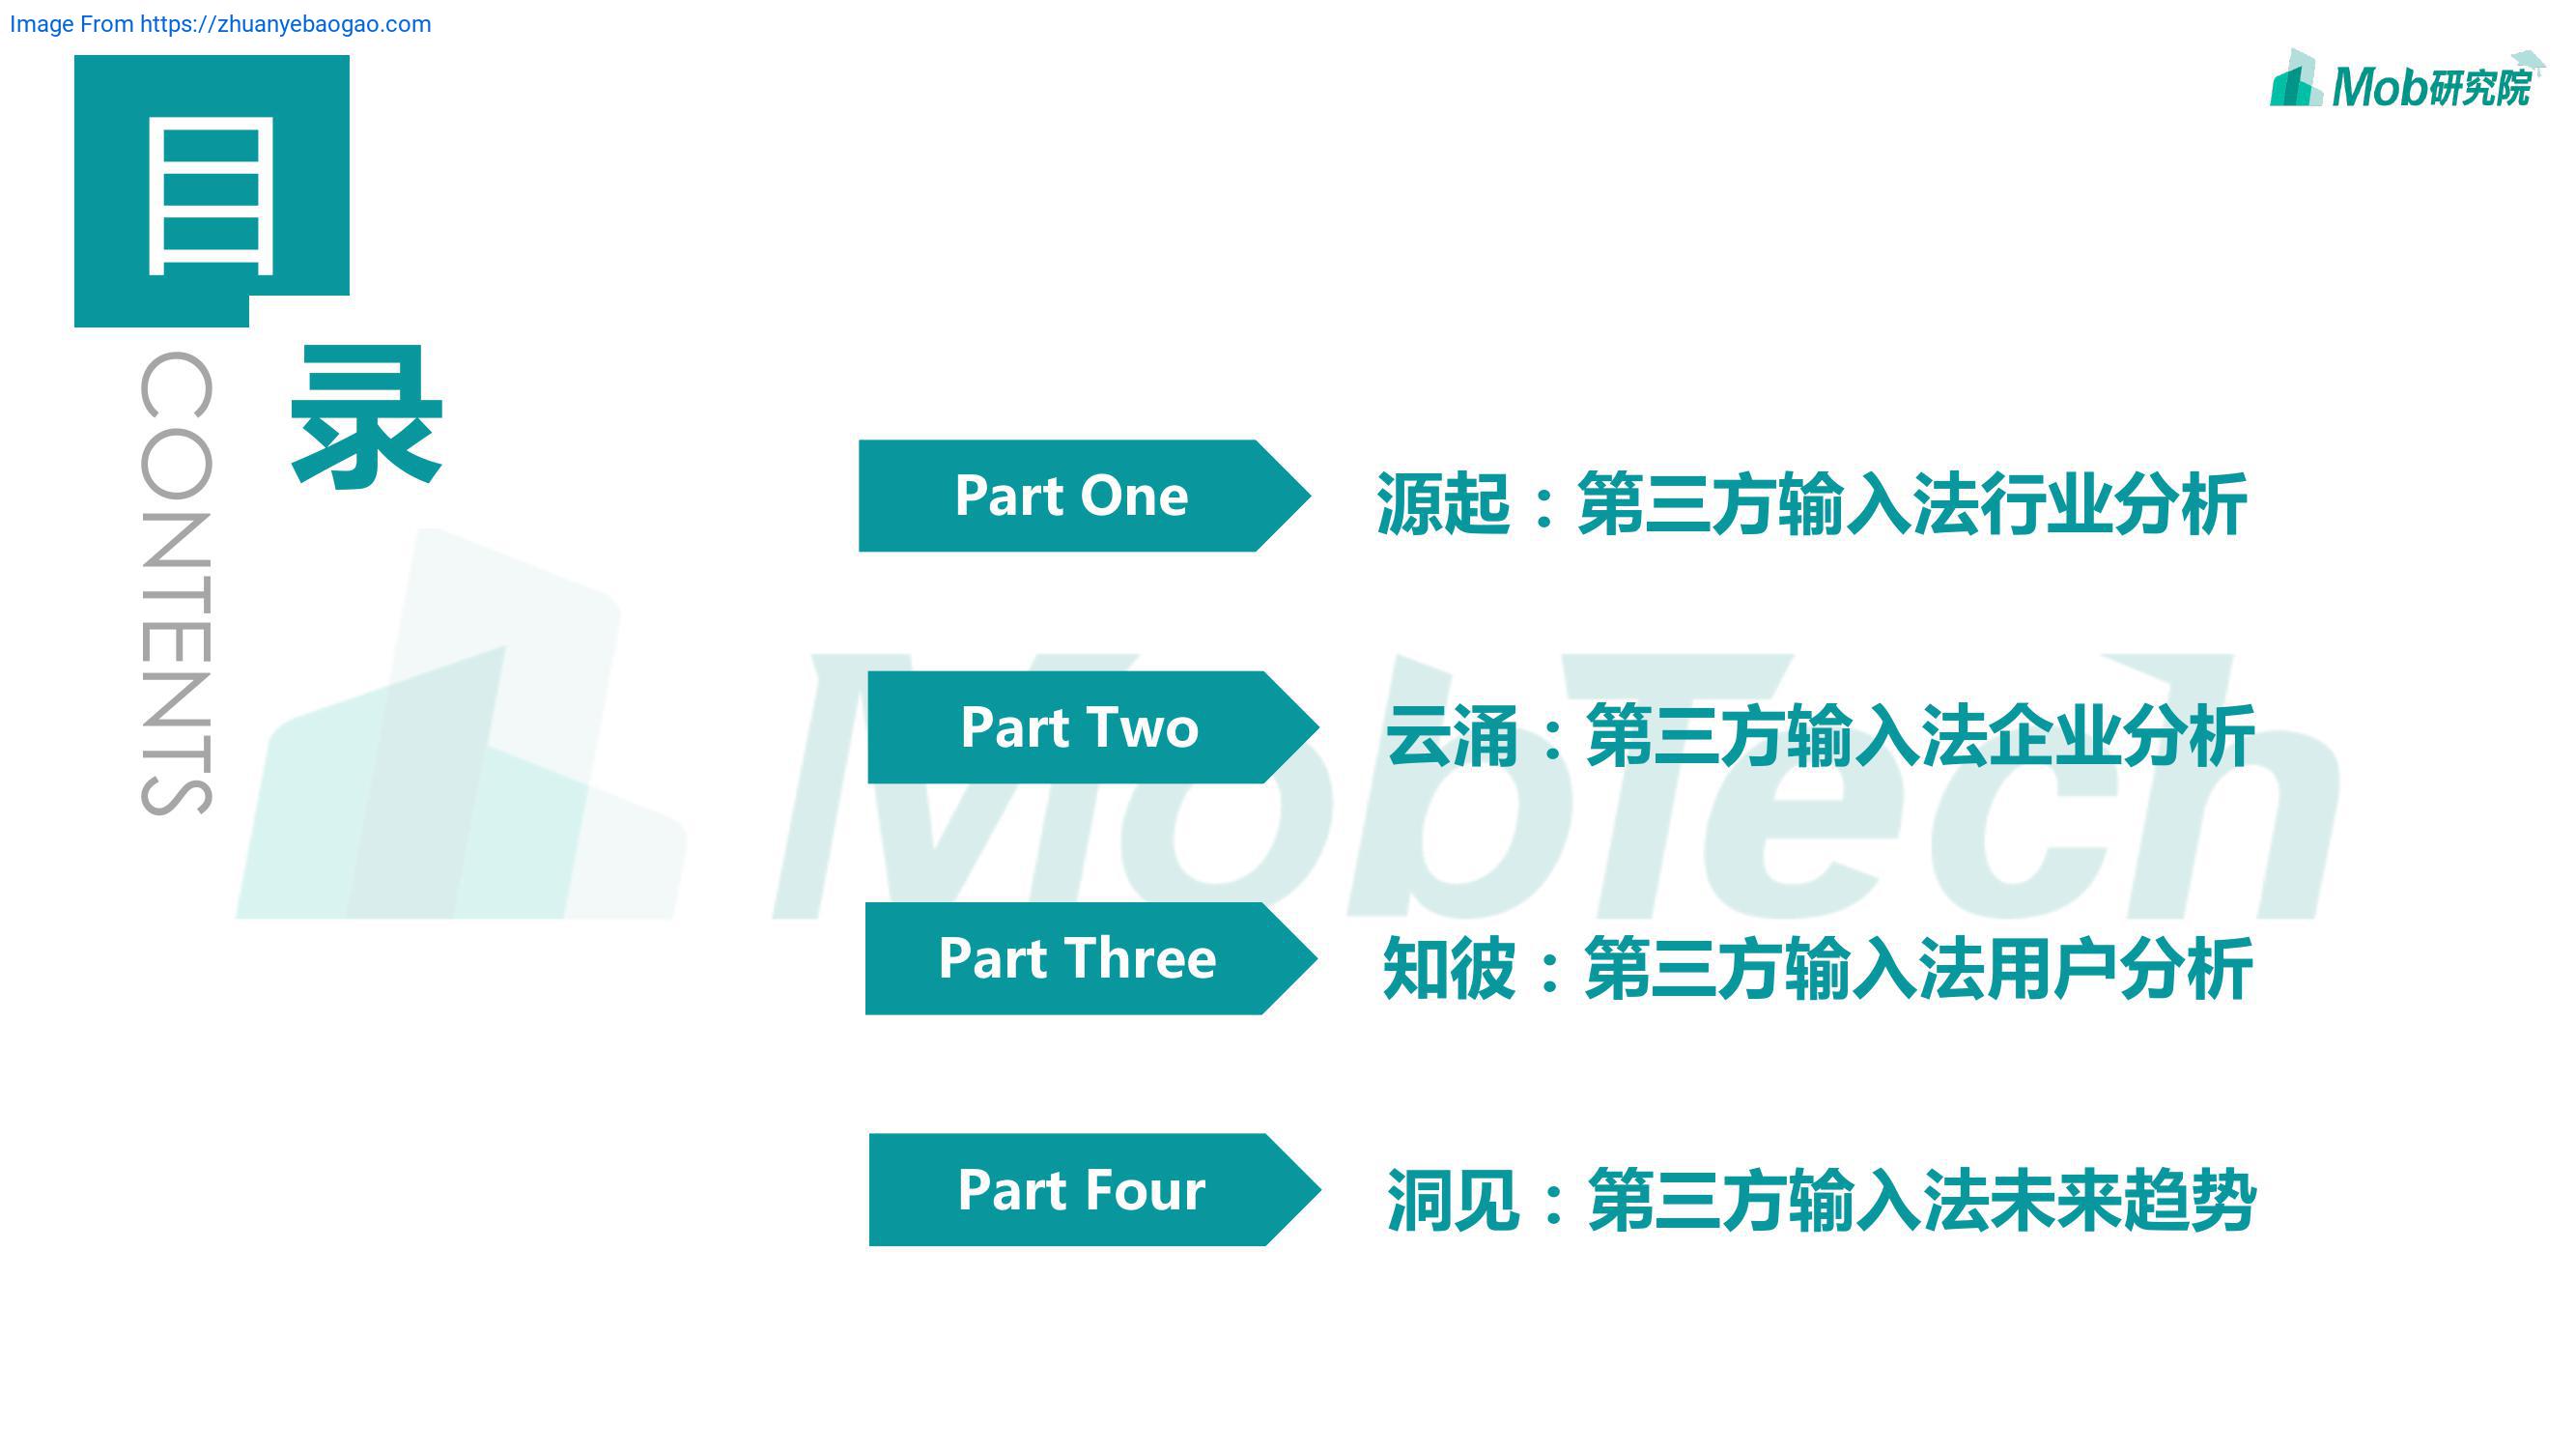 Image From https://zhuanyebaogao.com
Mob研究院
目录
CONTENTS
Part One
源起：第三方输入法行业分析
Part Two
云涌：第三方输入法企业分析
Part Three
知彼：第三方输入法用户分析
Part Four
洞见：第三方输入法未来趋势
MobTech